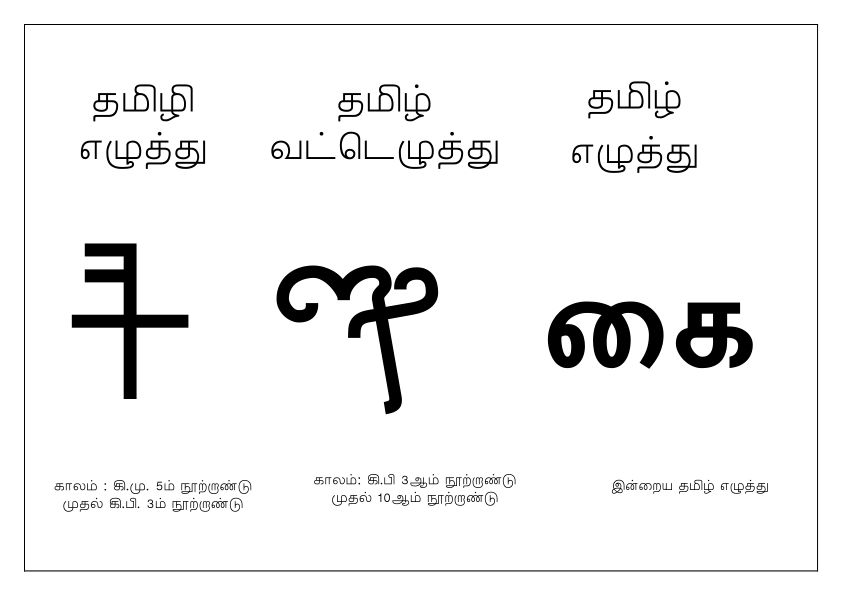 தமிழி
எழுத்து
தமிழ்
வட்டெழுத்து
தமிழ்
எழுத்து
𑀓𑁃
கை
காலம் : கி.மு. 5ம் நூற்றாண்டு
முதல் கி.பி. 3ம் நூற்றாண்டு
காலம்: கி.பி 3ஆம் நூற்றாண்டு
முதல் 10ஆம் நூற்றாண்டு
இன்றைய தமிழ் எழுத்து